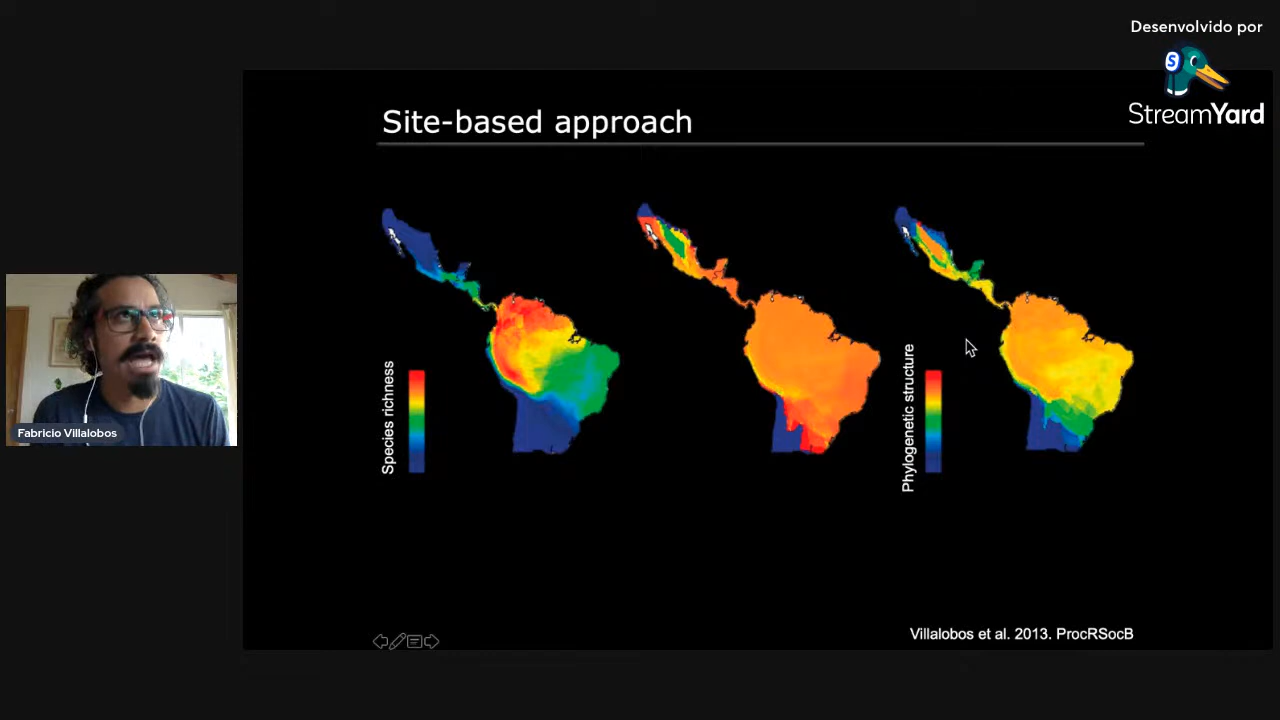 Desenvolvido por
S
StreamYard
Site-based approach
Species richness
Phylogenetic structure
Fabricio Villalobos
Villalobos et al. 2013. ProcRSocB